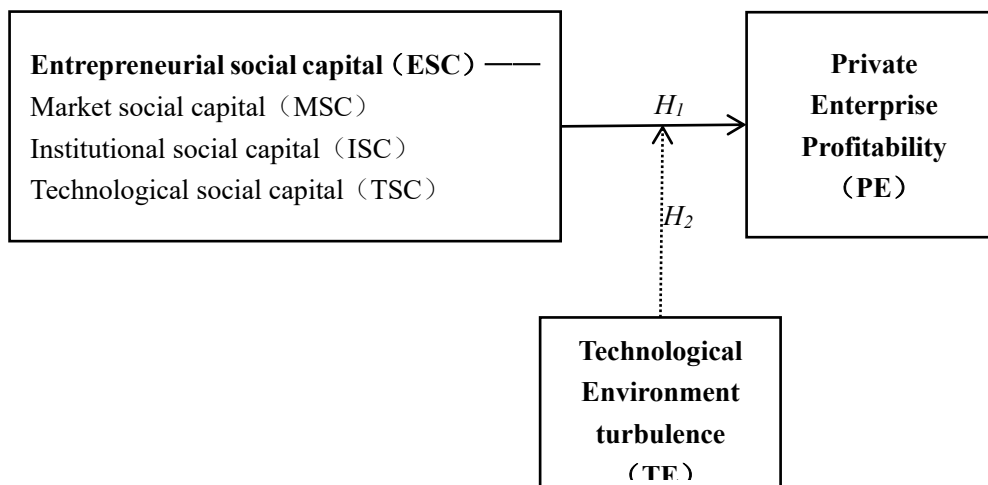 Entrepreneurial social capital（ESC）——
Market social capital（MSC）
Institutional social capital（ISC）
Technological social capital（TSC）
H1
Private
Enterprise
Profitability
（PE）
H2
Technological
Environment
turbulence
（TE）